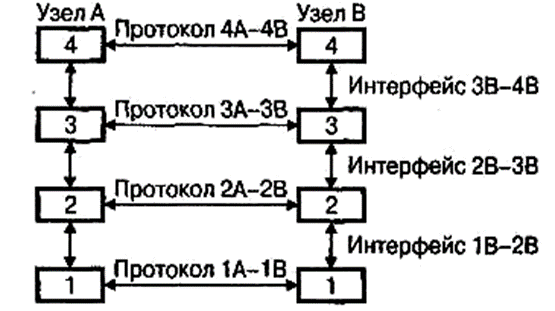 Узел А Узел В
4 Протокол 4А–4В 4
Интерфейс 3В–4В
3 Протокол 3А–3В 3
Интерфейс 2В–3В
2 Протокол 2А–2В 2
Интерфейс 1В–2В
1 Протокол 1А–1В 1